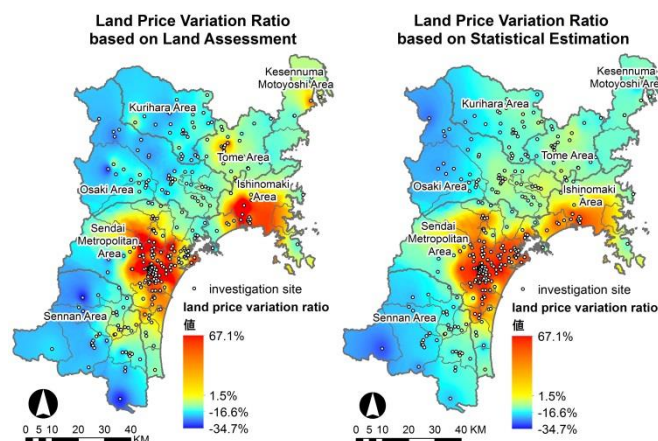 Land Price Variation Ratio
based on Land Assessment
Kesennuma
Motoyoshi Area
Kurihara Area
Tome Area
Osaki Area
Ishinomaki
Area
Sendai
Metropolitan
Area
Sennan Area
investigation site
land price variation ratio
値
67.1%
1.5%
-16.6%
-34.7%
0 5 10 20 30 40
KM
Land Price Variation Ratio
based on Statistical Estimation
Kesennuma
Motoyoshi Area
Kurihara Area
Tome Area
Osaki Area
Ishinomaki
Area
Sendai
Metropolitan
Area
Sennan Area
investigation site
land price variation ratio
値
67.1%
1.5%
-16.6%
-34.7%
0 5 10 20 30 40 KM